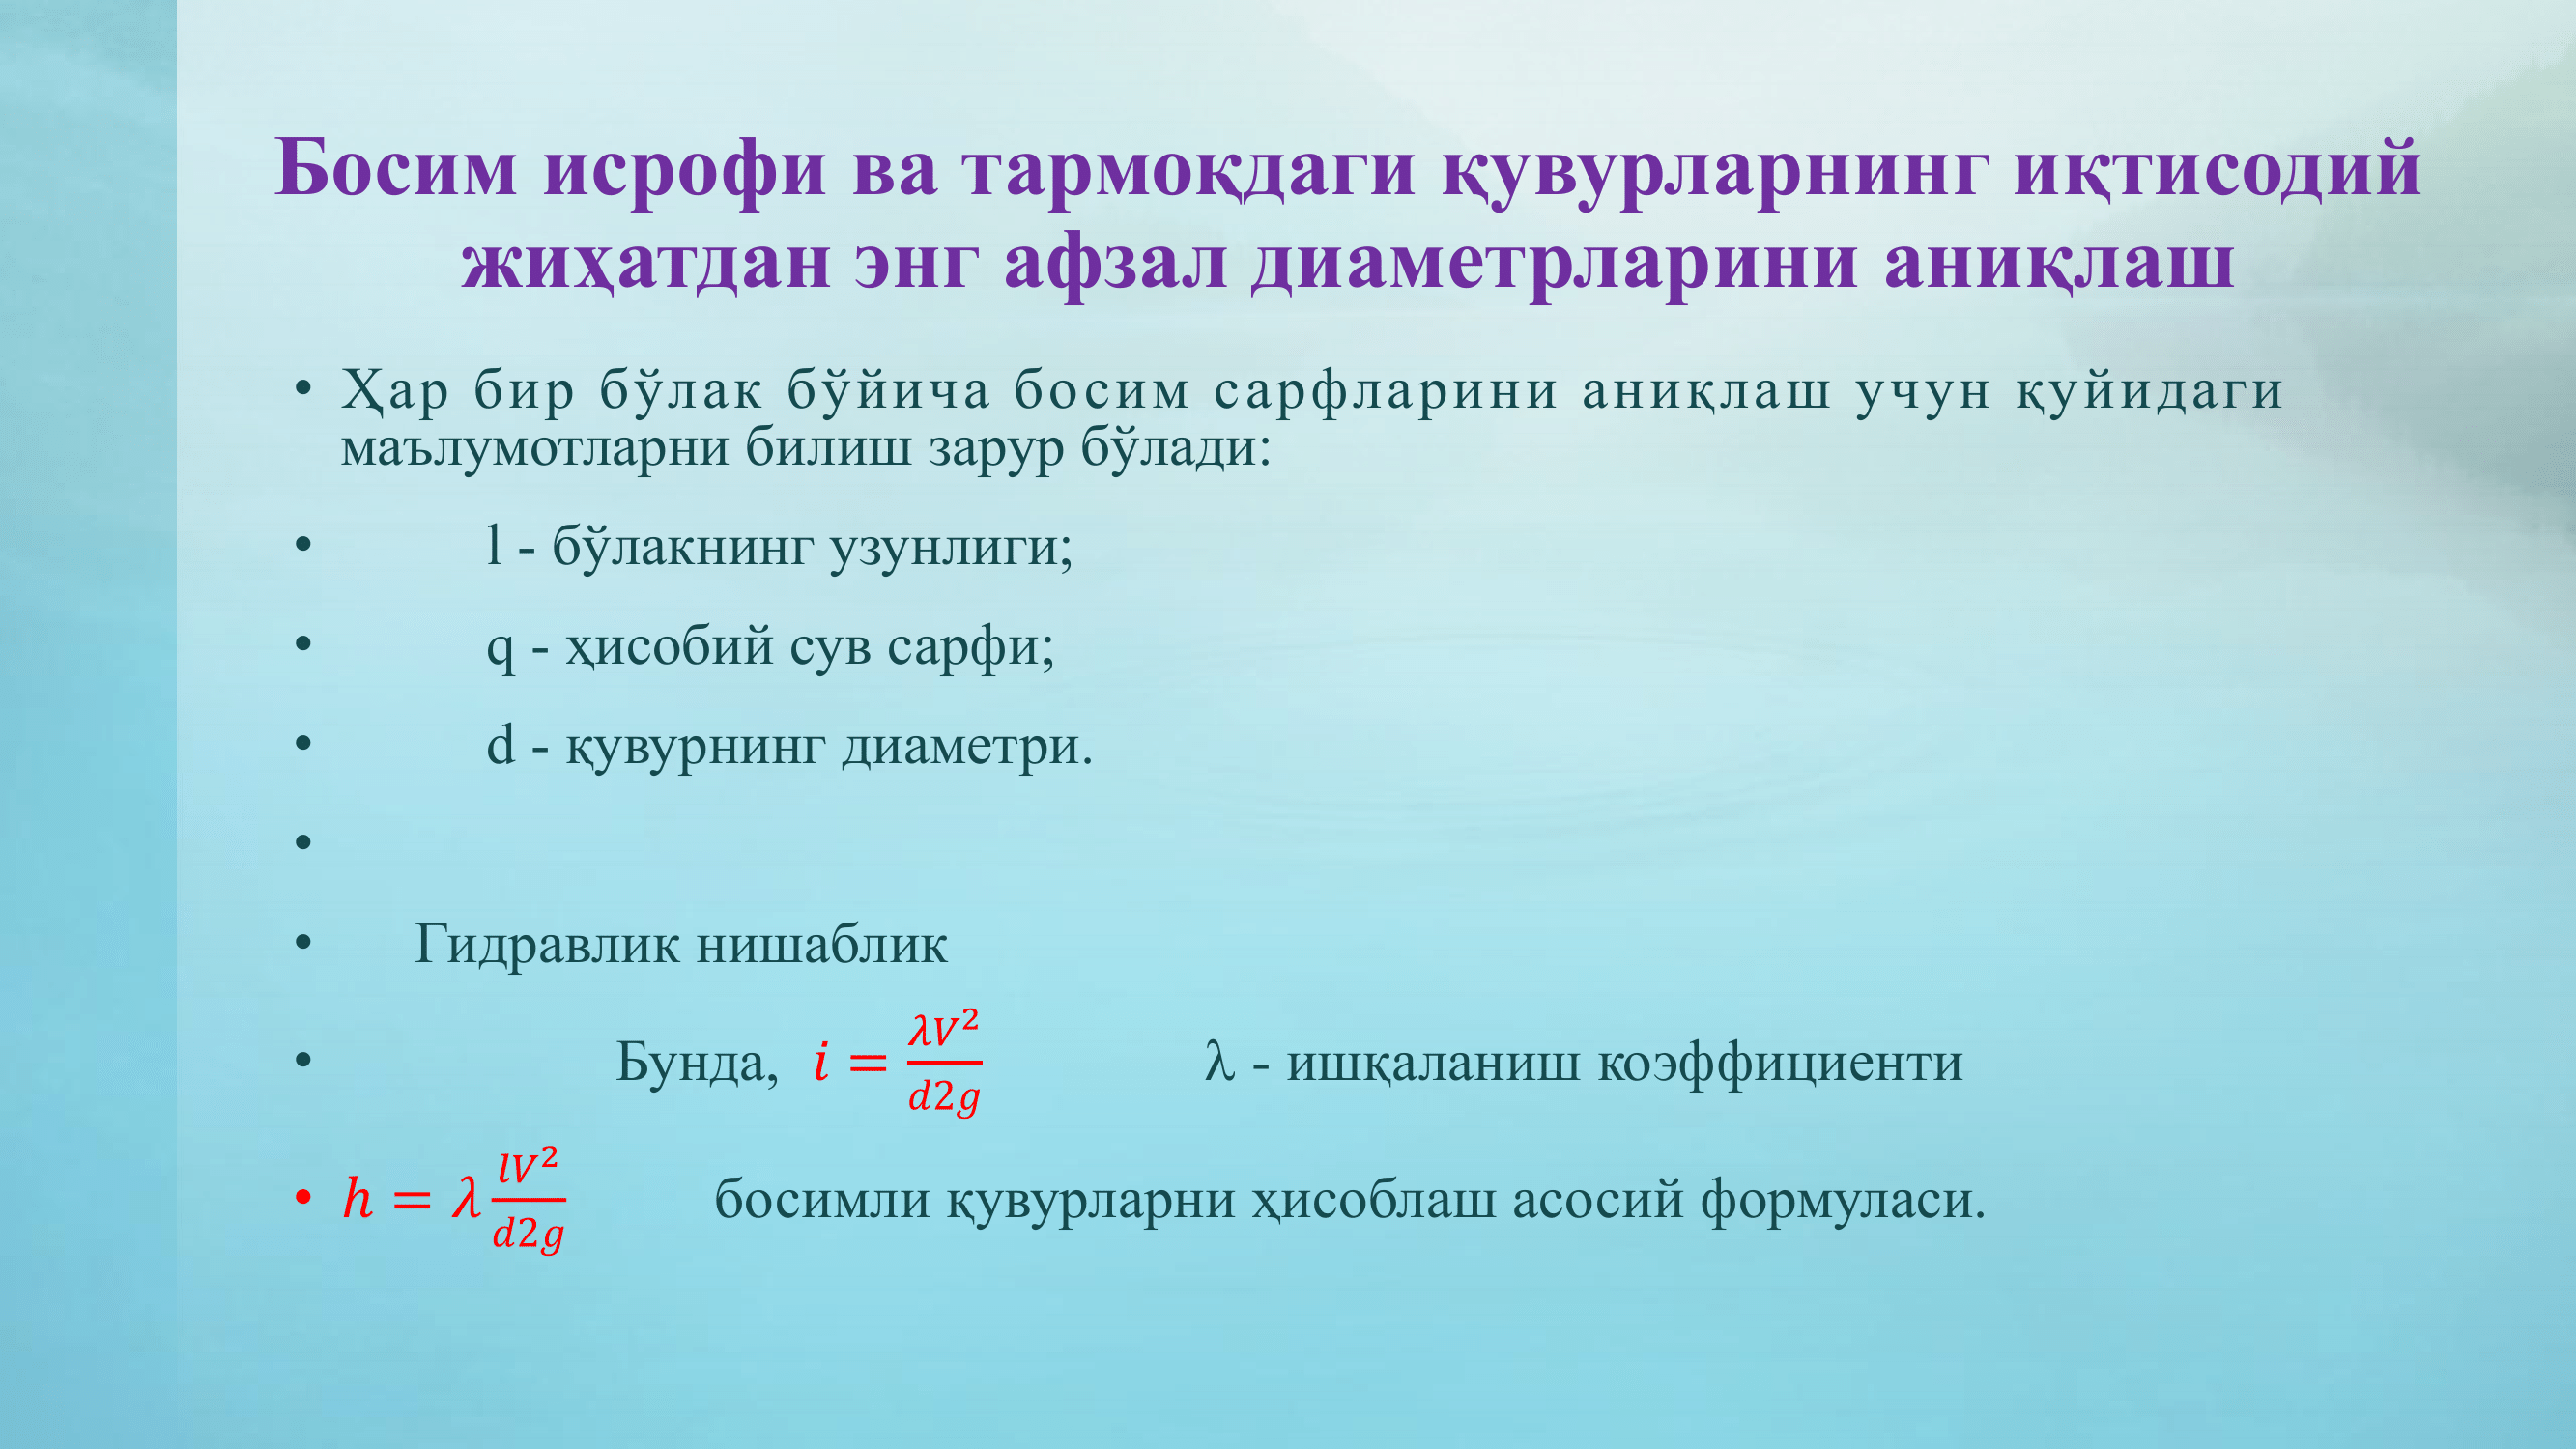 Босим исрофи ва тармоқдаги қувурларнинг иқтисодий
жиҳатдан энг афзал диаметрларини аниқлаш
• Ҳар бир бўлак бўйича босим сарфларини аниқлаш учун қуйидаги
маълумотларни билиш зарур бўлади:
• l - бўлакнинг узунлиги;
• q - ҳисобий сув сарфи;
• d - қувурнинг диаметри.
•
• Гидравлик нишаблик
• Бунда, $i = \frac{\lambda V^2}{d2g}$ λ - ишқаланиш коэффициенти
• $h = \lambda \frac{lV^2}{d2g}$ босимли қувурларни ҳисоблаш асосий формуласи.